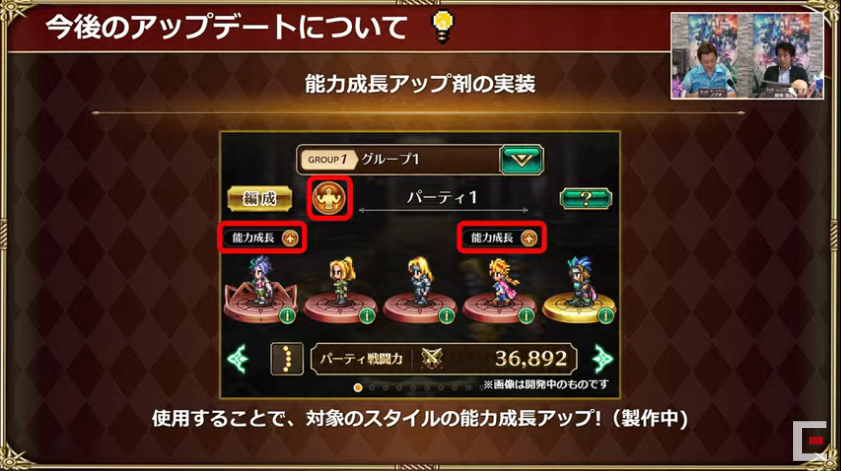 今後のアップデートについて
能力成長アップ剤の実装
GROUP 1 グループ1
編成
パーティ1
?
能力成長
能力成長
パーティ戦闘力 36,892
※画像は開発中のものです
使用することで、対象のスタイルの能力成長アップ!（製作中）